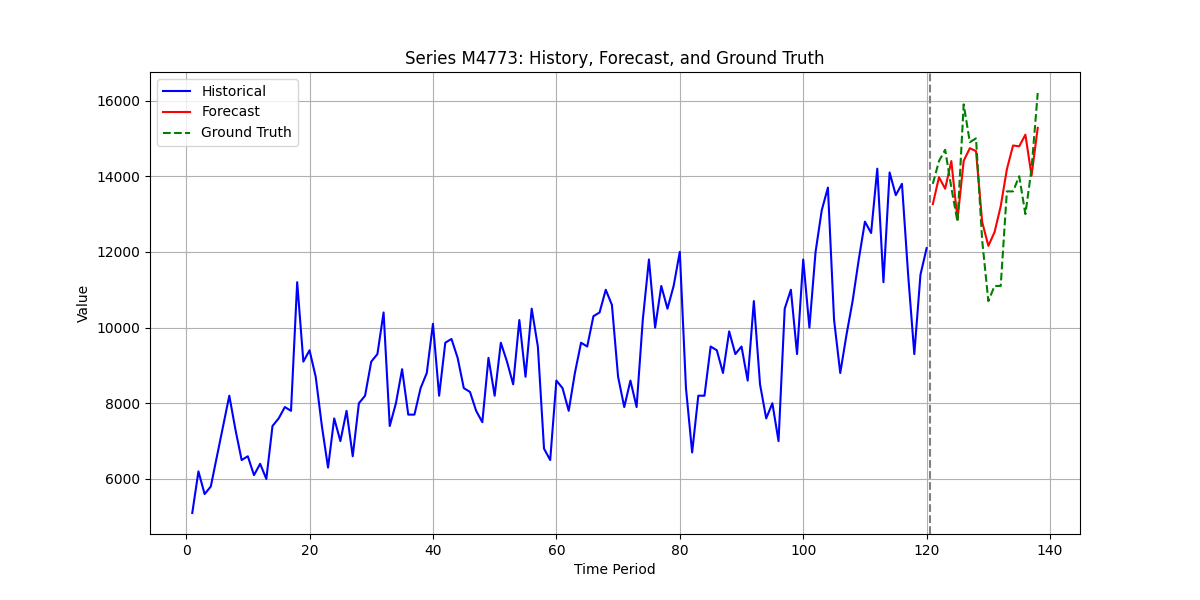 Series M4773: History, Forecast, and Ground Truth
Historical
Forecast
Ground Truth
16000
14000
12000
10000
8000
6000
Value
0 20 40 60 80 100 120 140
Time Period